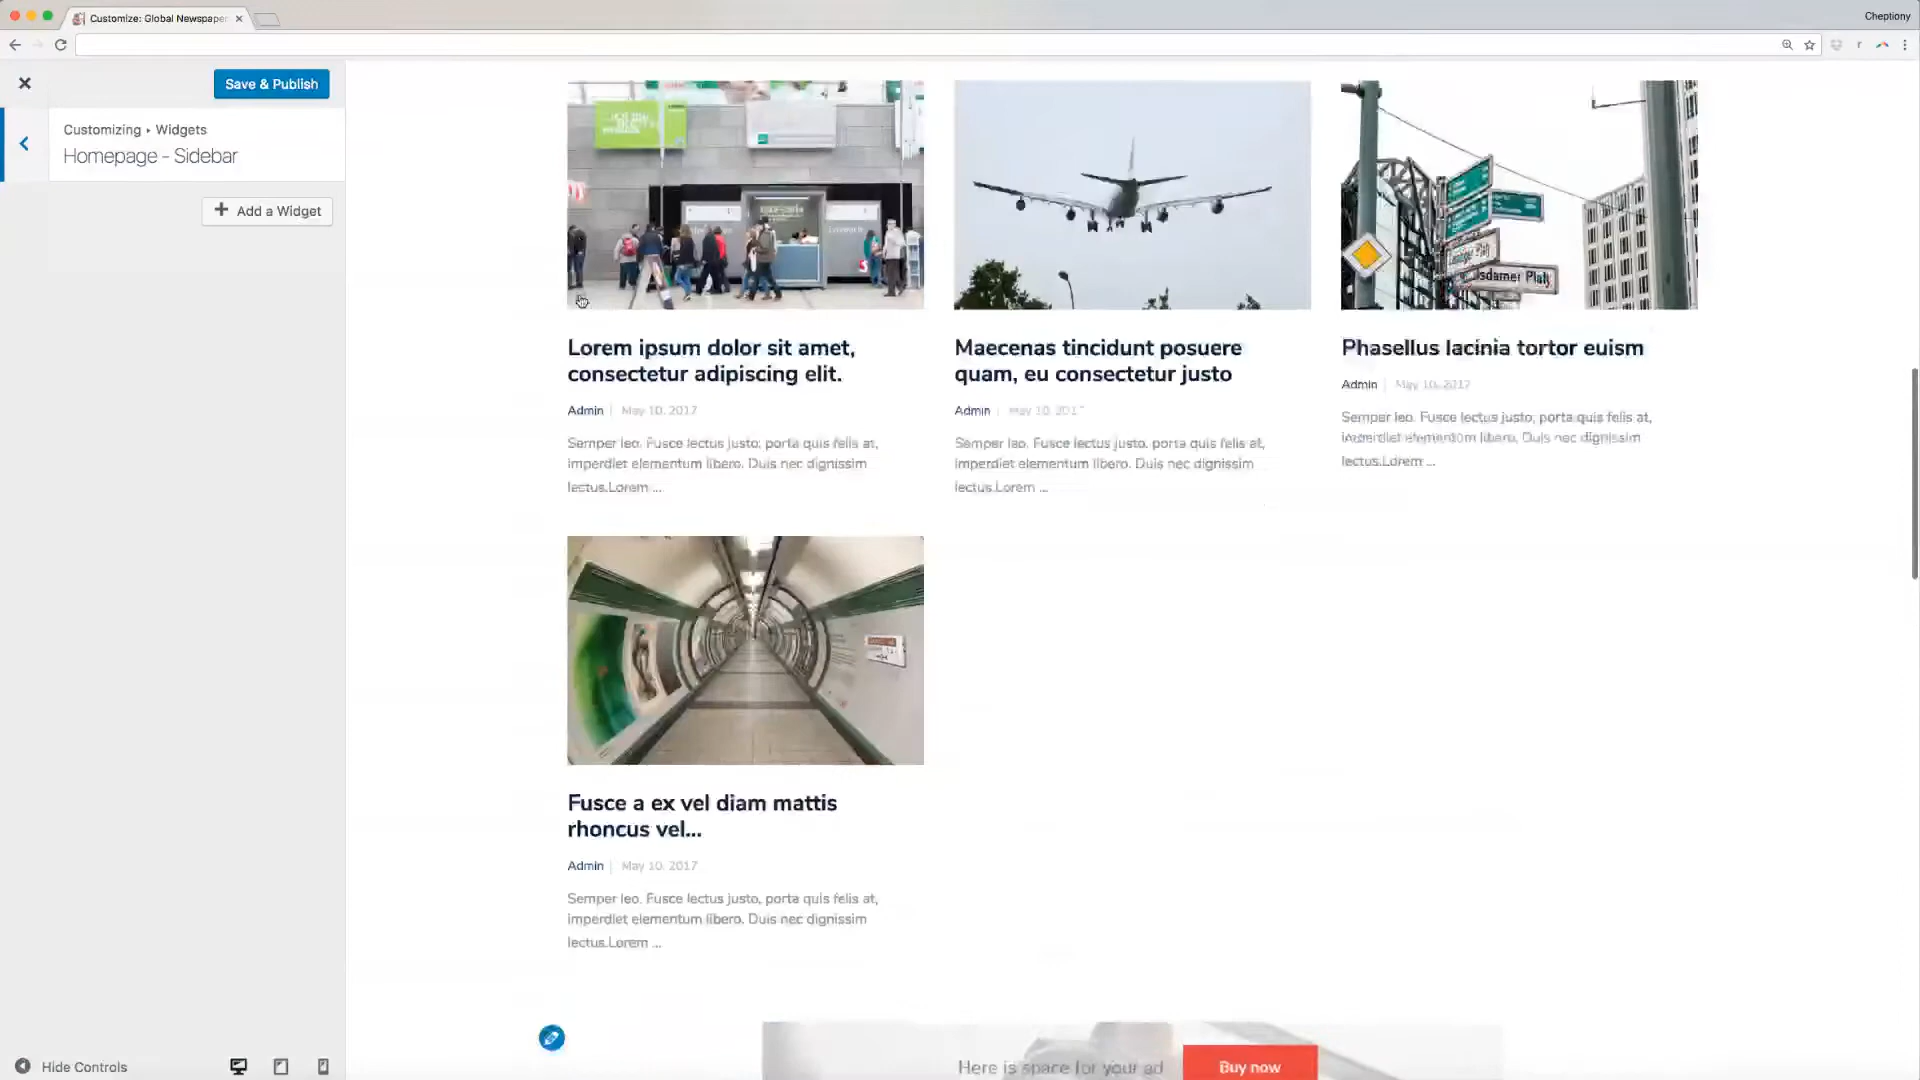 Customize: Global Newspaper
Cheptiony
Save & Publish
Customizing ▸ Widgets
Homepage – Sidebar
Add a Widget
Lorem ipsum dolor sit amet,
consectetur adipiscing elit.
Admin | May 10, 2017
Semper leo. Fusce lectus justo, porta quis felis at,
imperdiet elementum libero. Duis nec dignissim
lectus.Lorem ...
Maecenas tincidunt posuere
quam, eu consectetur justo
Admin | May 10, 2017
Semper leo. Fusce lectus justo, porta quis felis at,
imperdiet elementum libero. Duis nec dignissim
lectus.Lorem ...
sdamer Platz
Phasellus lacinia tortor euism
Admin | May 10, 2017
Semper leo. Fusce lectus justo, porta quis felis at,
imperdiet elementum libero. Duis nec dignissim
lectus.Lorem ...
Fusce a ex vel diam mattis
rhoncus vel...
Admin | May 10, 2017
Semper leo. Fusce lectus justo, porta quis felis at,
imperdiet elementum libero. Duis nec dignissim
lectus.Lorem ...
Here is space for your ad
Buy now
Hide Controls